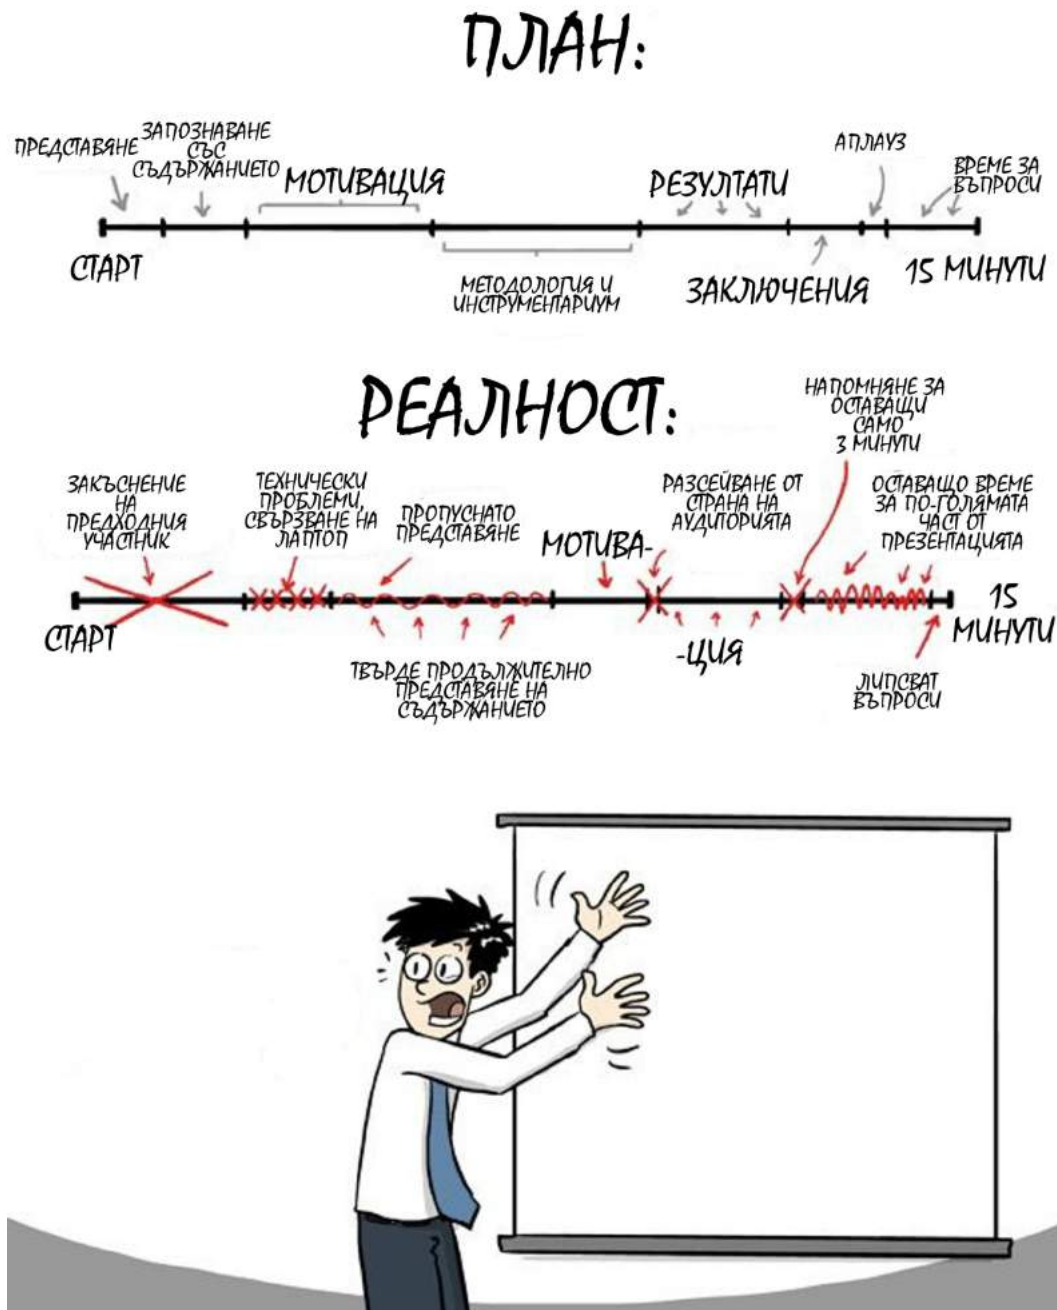 ПЛАН:
ПРЕДСТАВЯНЕ
ЗАПОЗНАВАНЕ
СЪС
СЪДЪРЖАНИЕТО
МОТИВАЦИЯ
МЕТОДОЛОГИЯ И
ИНСТРУМЕНТАРИУМ
РЕЗУЛТАТИ
ЗАКЛЮЧЕНИЯ
АПЛАУЗ
ВРЕМЕ ЗА
ВЪПРОСИ
СТАРТ
15 МИНУТИ
РЕАЛНОСТ:
ЗАКЪСНЕНИЕ
НА
ПРЕДХОДНИЯ
УЧАСТНИК
ТЕХНИЧЕСКИ
ПРОБЛЕМИ,
СВЪРЗВАНЕ НА
ЛАПТОП
ПРОПУСНАТО
ПРЕДСТАВЯНЕ
ТВЪРДЕ ПРОДЪЛЖИТЕЛНО
ПРЕДСТАВЯНЕ НА
СЪДЪРЖАНИЕТО
МОТИВА-
РАЗСЕЙВАНЕ ОТ
СТРАНА НА
АУДИТОРИЯТА
-ЦИЯ
НАПОМНЯНЕ ЗА
ОСТАВАЩИ
САМО
3 МИНУТИ
ОСТАВАЩО ВРЕМЕ
ЗА ПО-ГОЛЯМАТА
ЧАСТ ОТ
ПРЕЗЕНТАЦИЯТА
ЛИПСВАТ
ВЪПРОСИ
СТАРТ
15
МИНУТИ